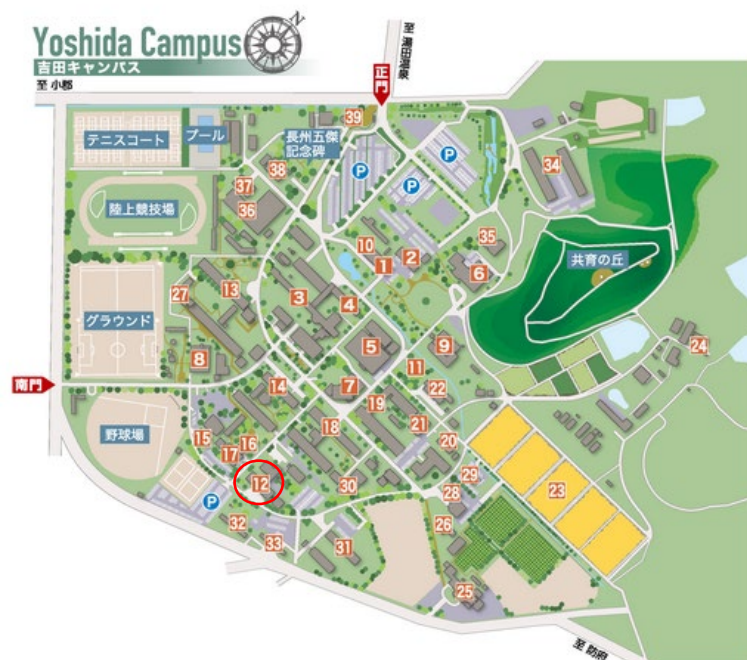 Yoshida Campus
N
吉田キャンパス
至 小郡
至 湯田温泉
正門
39
テニスコート
プール
長州五傑
記念碑
P
P
P
38
37
36
34
陸上競技場
35
10
1
2
6
共育の丘
27
13
3
4
グラウンド
5
9
24
8
11
7
22
南門
14
19
18
21
20
野球場
15
16
17
12
30
29
28
23
P
32
26
33
31
25
至 防府